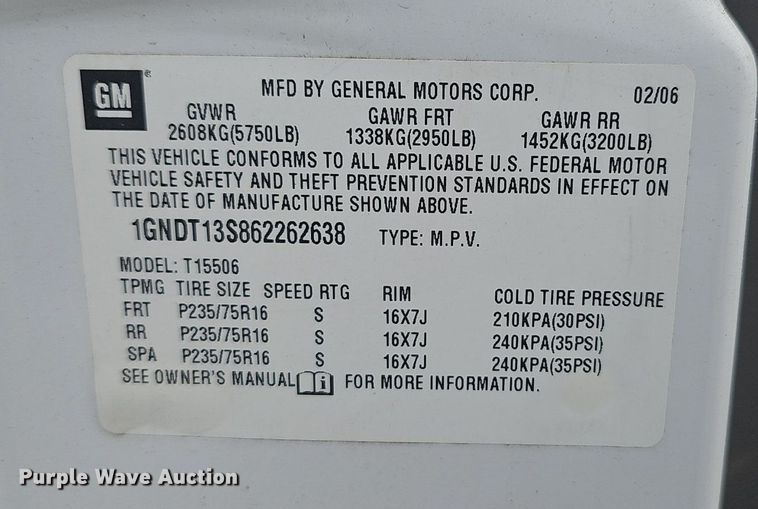 GM ® MFD BY GENERAL MOTORS CORP. 02/06
GVWR GAWR FRT GAWR RR
2608KG(5750LB) 1338KG(2950LB) 1452KG(3200LB)
THIS VEHICLE CONFORMS TO ALL APPLICABLE U.S. FEDERAL MOTOR
VEHICLE SAFETY AND THEFT PREVENTION STANDARDS IN EFFECT ON
THE DATE OF MANUFACTURE SHOWN ABOVE.
1GNDT13S862262638 TYPE: M.P.V.
MODEL: T15506
TPMG TIRE SIZE SPEED RTG RIM COLD TIRE PRESSURE
FRT P235/75R16 S 16X7J 210KPA(30PSI)
RR P235/75R16 S 16X7J 240KPA(35PSI)
SPA P235/75R16 S 16X7J 240KPA(35PSI)
SEE OWNER'S MANUAL i FOR MORE INFORMATION.
Purple Wave Auction